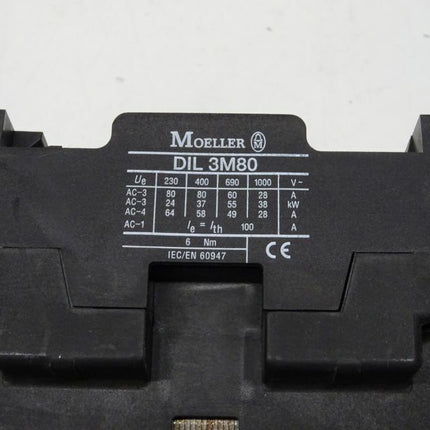 MOELLER
DIL 3M80
Ue 230 400 690 1000 V~
AC-3 80 80 60 28 A
AC-3 24 37 55 38 kW
AC-4 64 58 49 28 A
AC-1 Ie = Ith 100 A
6 Nm
IEC/EN 60947 CE